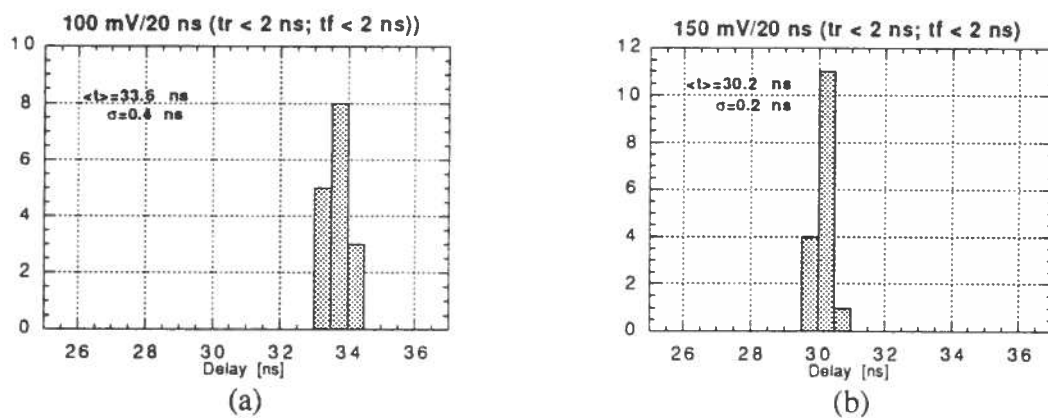 100 mV/20 ns (tr < 2 ns; tf < 2 ns))
10
8
6
4
2
0
<t>=33.6 ns
σ=0.4 ns
26 28 30 32 34 36
Delay [ns]
(a)
150 mV/20 ns (tr < 2 ns; tf < 2 ns)
12
10
8
6
4
2
0
<t>=30.2 ns
σ=0.2 ns
26 28 30 32 34 36
Delay [ns]
(b)